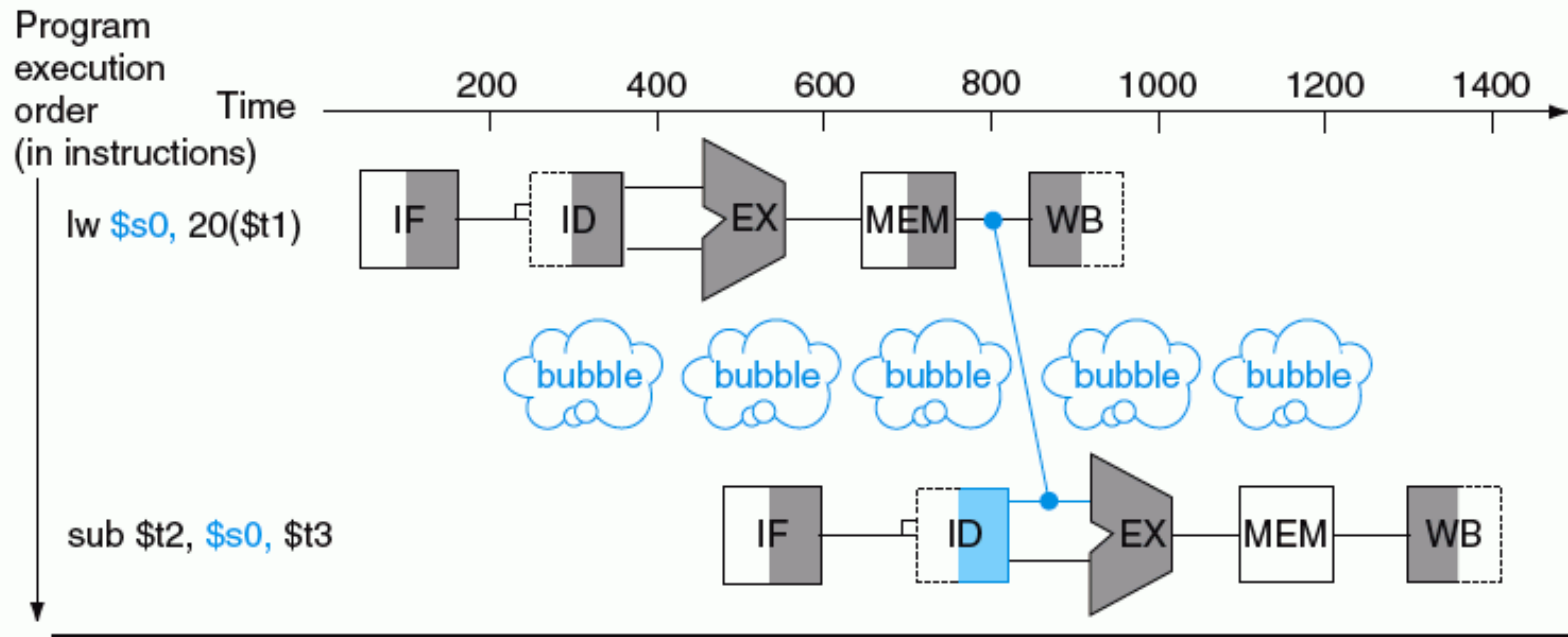 Program
execution
order
(in instructions)
Time
200 400 600 800 1000 1200 1400
lw $s0, 20($t1)
IF ID EX MEM WB
bubble bubble bubble bubble bubble
sub $t2, $s0, $t3
IF ID EX MEM WB